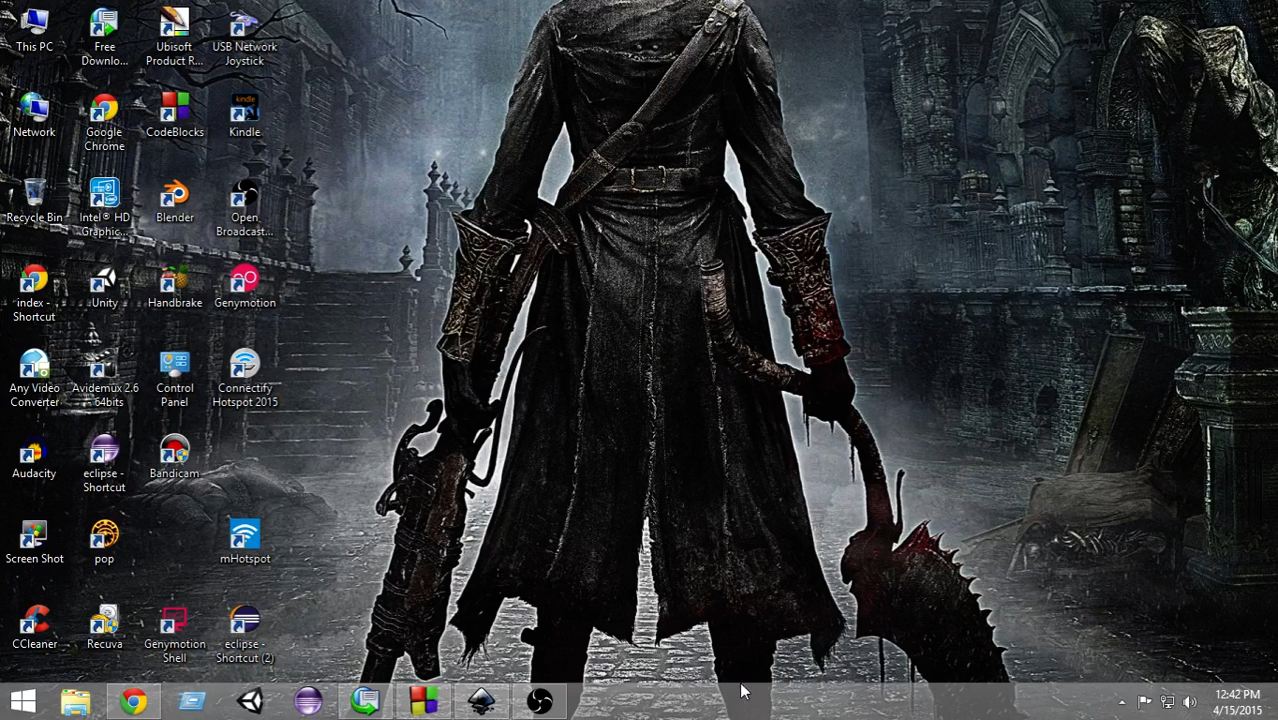 This PC
Free
Downlo...
Ubisoft
Product R...
USB Network
Joystick
Network
Google
Chrome
CodeBlocks
kindle
Kindle
Recycle Bin
Intel® HD
Graphic...
Blender
Open
Broadcast...
index -
Shortcut
Unity
Handbrake
Genymotion
Any Video
Converter
Avidemux 2.6
- 64bits
Control
Panel
Connectify
Hotspot 2015
Audacity
eclipse -
Shortcut
Bandicam
Screen Shot
pop
mHotspot
CCleaner
Recuva
Genymotion
Shell
eclipse -
Shortcut (2)
12:42 PM
4/15/2015